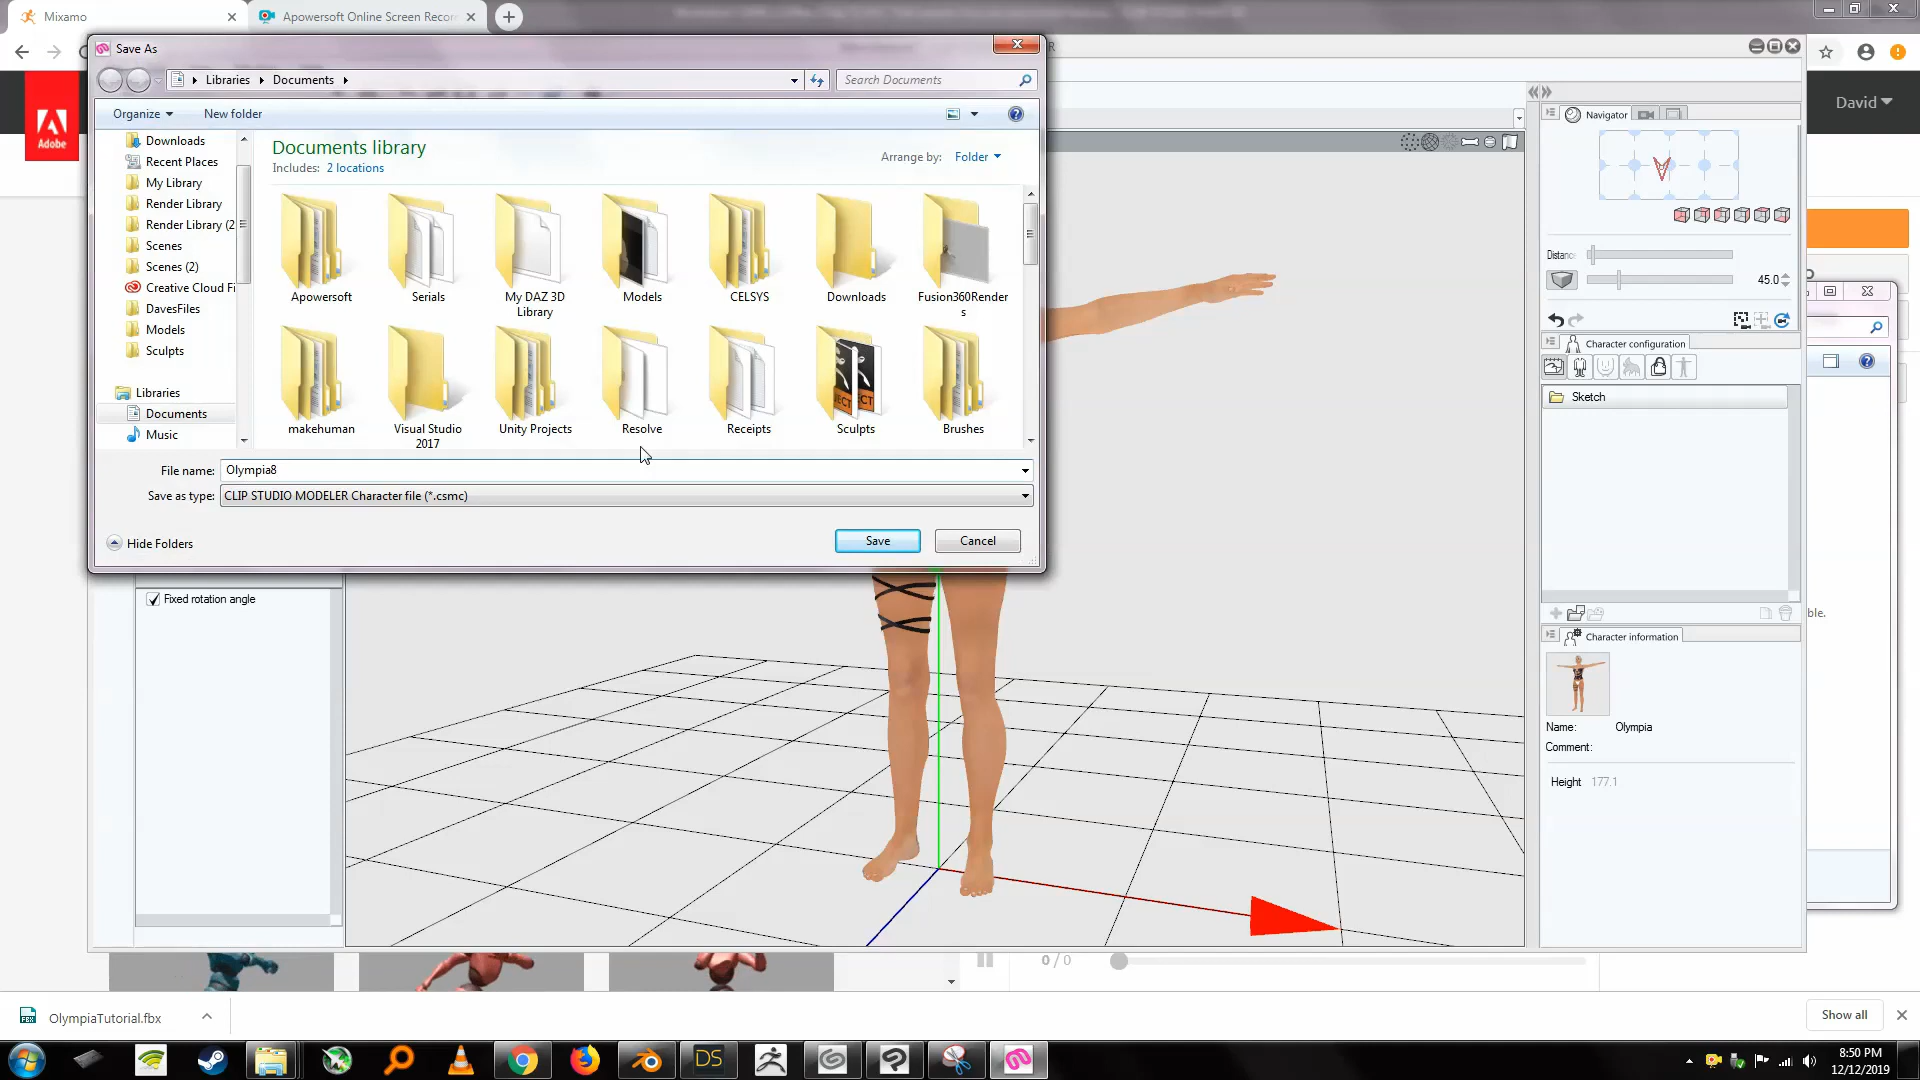 Mixamo
Apowersoft Online Screen Recor
Save As
Libraries
Documents
Search Documents
Organize
New folder
Downloads
Recent Places
My Library
Render Library
Render Library (2
Scenes
Scenes (2)
Creative Cloud Fi
DavesFiles
Models
Sculpts
Libraries
Documents
Music
Documents library
Includes: 2 locations
Arrange by: Folder
Apowersoft
Serials
My DAZ 3D
Library
Models
CELSYS
Downloads
Fusion360Render
s
makehuman
Visual Studio
2017
Unity Projects
Resolve
Receipts
Sculpts
Brushes
File name: Olympia8
Save as type: CLIP STUDIO MODELER Character file (*.csmc)
Hide Folders
Save
Cancel
Fixed rotation angle
Adobe
David
Navigator
Distanc
45.0
Character configuration
Sketch
Character information
Name: Olympia
Comment:
Height 177.1
ble.
0 / 0
OlympiaTutorial.fbx
Show all
DS
8:50 PM
12/12/2019